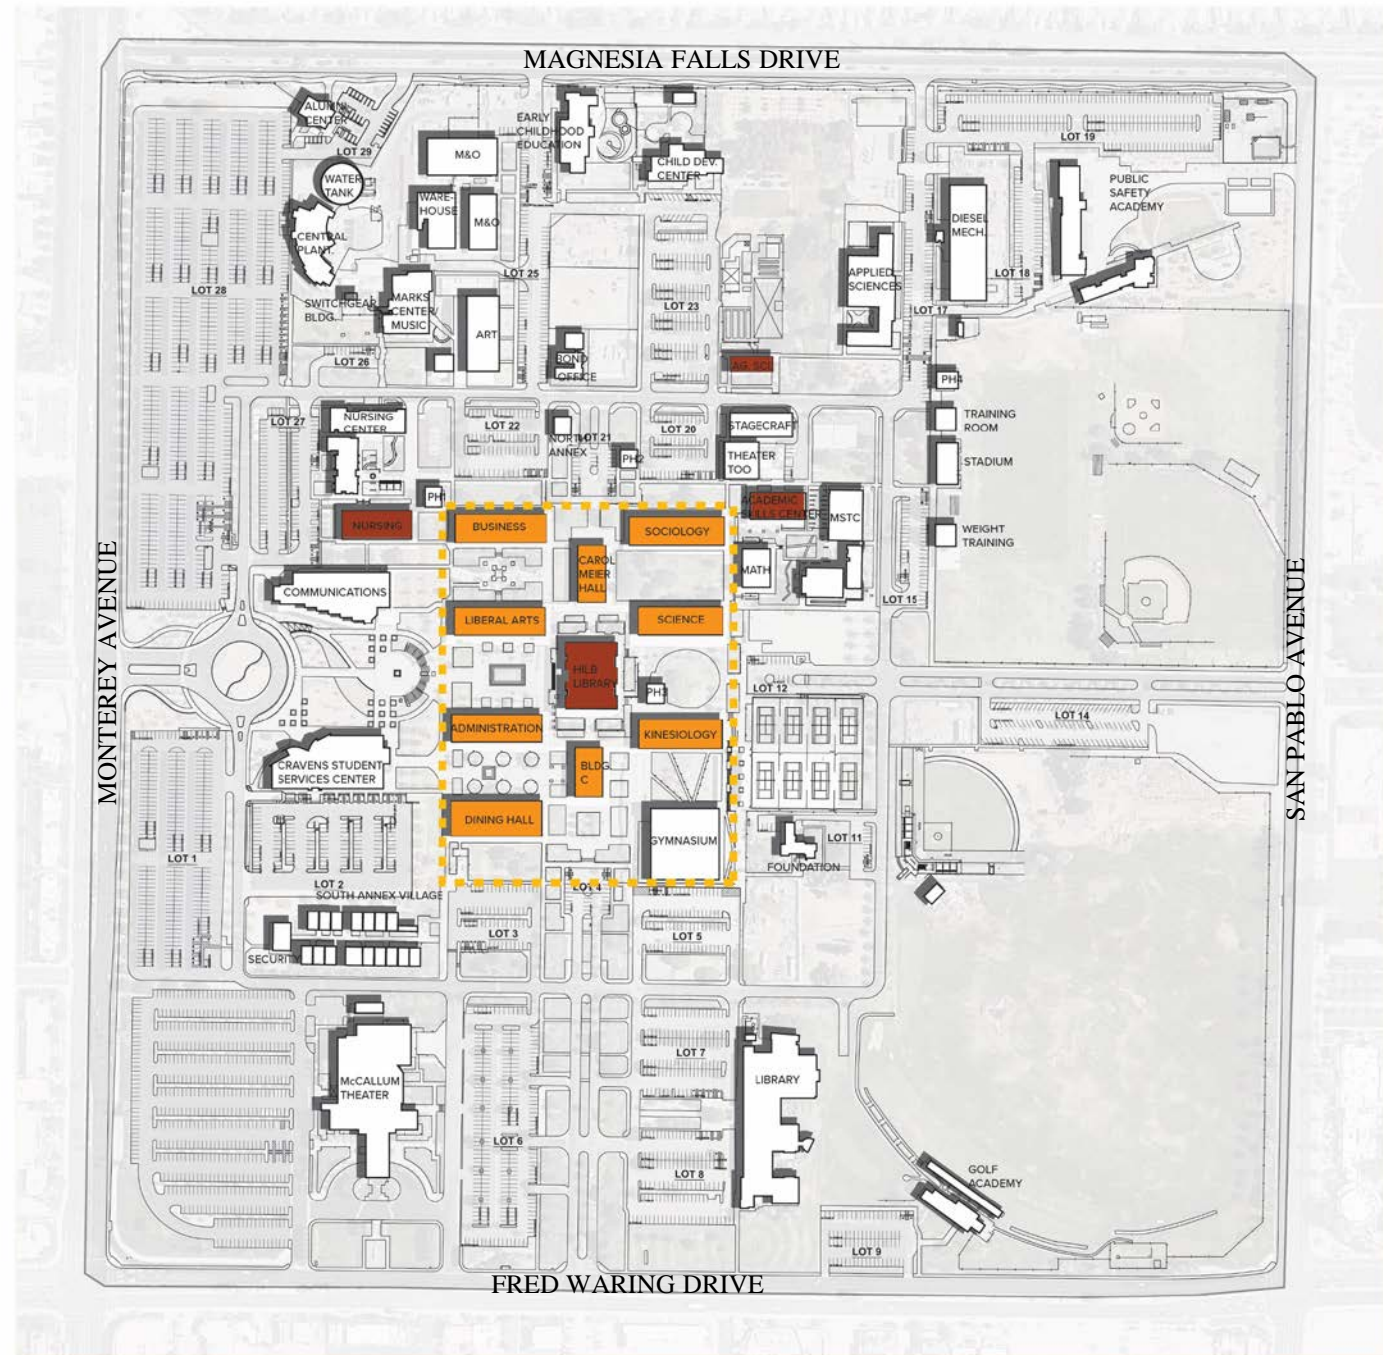 MAGNESIA FALLS DRIVE
ALUMNI
CENTER
LOT 29
EARLY
CHILDHOOD
EDUCATION
M&O
CHILD DEV.
CENTER
LOT 19
WATER
TANK
WARE-
HOUSE
M&O
PUBLIC
SAFETY
ACADEMY
DIESEL
MECH.
CENTRAL
PLANT.
LOT 25
APPLIED
SCIENCES
LOT 18
LOT 28
SWITCHGEAR
BLDG.
MARKS
CENTER/
MUSIC
ART
LOT 23
LOT 17
LOT 26
BOND
OFFICE
AG. SCI.
PH4
LOT 27
NURSING
CENTER
LOT 22
NORTH
ANNEX
LOT 21
PH2
LOT 20
STAGECRAFT
THEATER
TOO
TRAINING
ROOM
STADIUM
PH1
NURSING
BUSINESS
SOCIOLOGY
ACADEMIC
SKILLS CENTER
MSTC
WEIGHT
TRAINING
CAROL
MEIER
HALL
MATH
COMMUNICATIONS
LOT 15
LIBERAL ARTS
SCIENCE
MONTEREY AVENUE
SAN PABLO AVENUE
HILB
LIBRARY
PH3
LOT 12
LOT 14
ADMINISTRATION
KINESIOLOGY
CRAVENS STUDENT
SERVICES CENTER
BLDG.
C
DINING HALL
GYMNASIUM
LOT 11
FOUNDATION
LOT 1
LOT 2
LOT 4
SOUTH ANNEX VILLAGE
LOT 3
LOT 5
SECURITY
LOT 7
McCALLUM
THEATER
LIBRARY
LOT 6
LOT 8
GOLF
ACADEMY
LOT 9
FRED WARING DRIVE